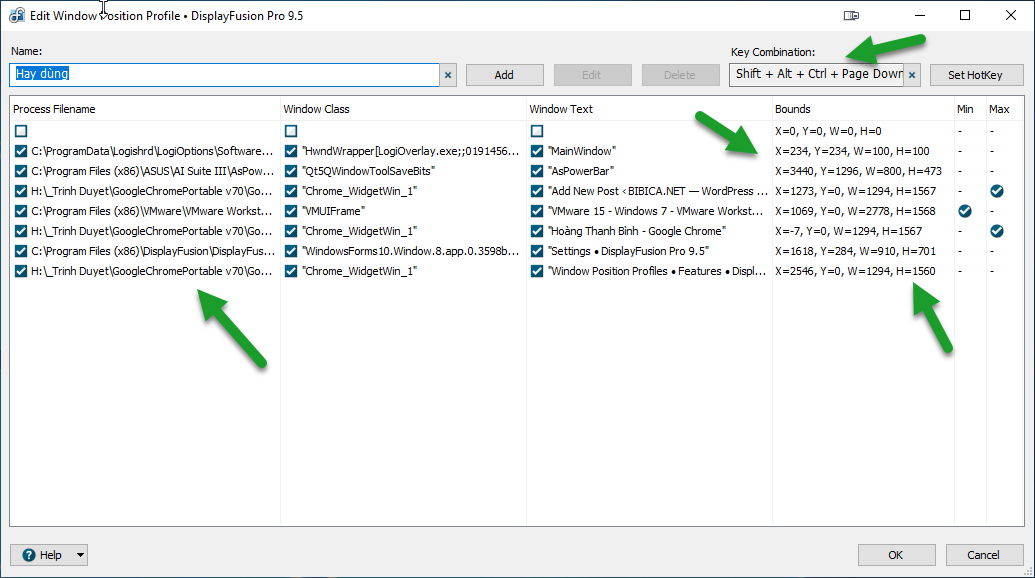 Edit Window Position Profile • DisplayFusion Pro 9.5
Name:
Key Combination:
Hay dùng
Add
Edit
Delete
Shift + Alt + Ctrl + Page Down
Set HotKey
Process Filename Window Class Window Text Bounds Min Max
X=0, Y=0, W=0, H=0 - -
C:\ProgramData\Logishrd\LogiOptions\Software... "HwndWrapper[LogiOverlay.exe;;0191456... "MainWindow" X=234, Y=234, W=100, H=100 - -
C:\Program Files (x86)\ASUS\AI Suite III\AsPow... "Qt5QWindowToolSaveBits" "AsPowerBar" X=3440, Y=1296, W=800, H=473 - -
H:\_Trinh Duyet\GoogleChromePortable v70\Go... "Chrome_WidgetWin_1" "Add New Post ‹ BIBICA.NET — WordPress ... X=1273, Y=0, W=1294, H=1567 -
C:\Program Files (x86)\VMware\VMware Workst... "VMUIFrame" "VMware 15 - Windows 7 - VMware Workst... X=1069, Y=0, W=2778, H=1568 -
H:\_Trinh Duyet\GoogleChromePortable v70\Go... "Chrome_WidgetWin_1" "Hoàng Thanh Bình - Google Chrome" X=-7, Y=0, W=1294, H=1567 -
C:\Program Files (x86)\DisplayFusion\DisplayFus... "WindowsForms10.Window.8.app.0.3598b... "Settings • DisplayFusion Pro 9.5" X=1618, Y=284, W=910, H=701 - -
H:\_Trinh Duyet\GoogleChromePortable v70\Go... "Chrome_WidgetWin_1" "Window Position Profiles • Features • Displ... X=2546, Y=0, W=1294, H=1560 - -
Help
OK
Cancel